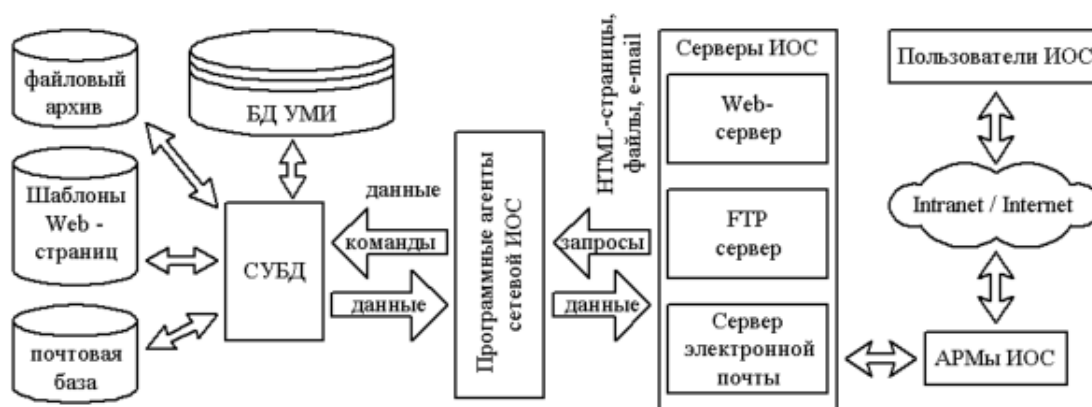 файловый
архив
БД УМИ
Шаблоны
Web -
страниц
почтовая
база
СУБД
данные
команды
данные
Программные агенты
сетевой ИОС
HTML-страницы,
файлы, e-mail
запросы
данные
Серверы ИОС
Web-
сервер
FTP
сервер
Сервер
электронной
почты
Пользователи ИОС
Intranet / Internet
АРМы ИОС